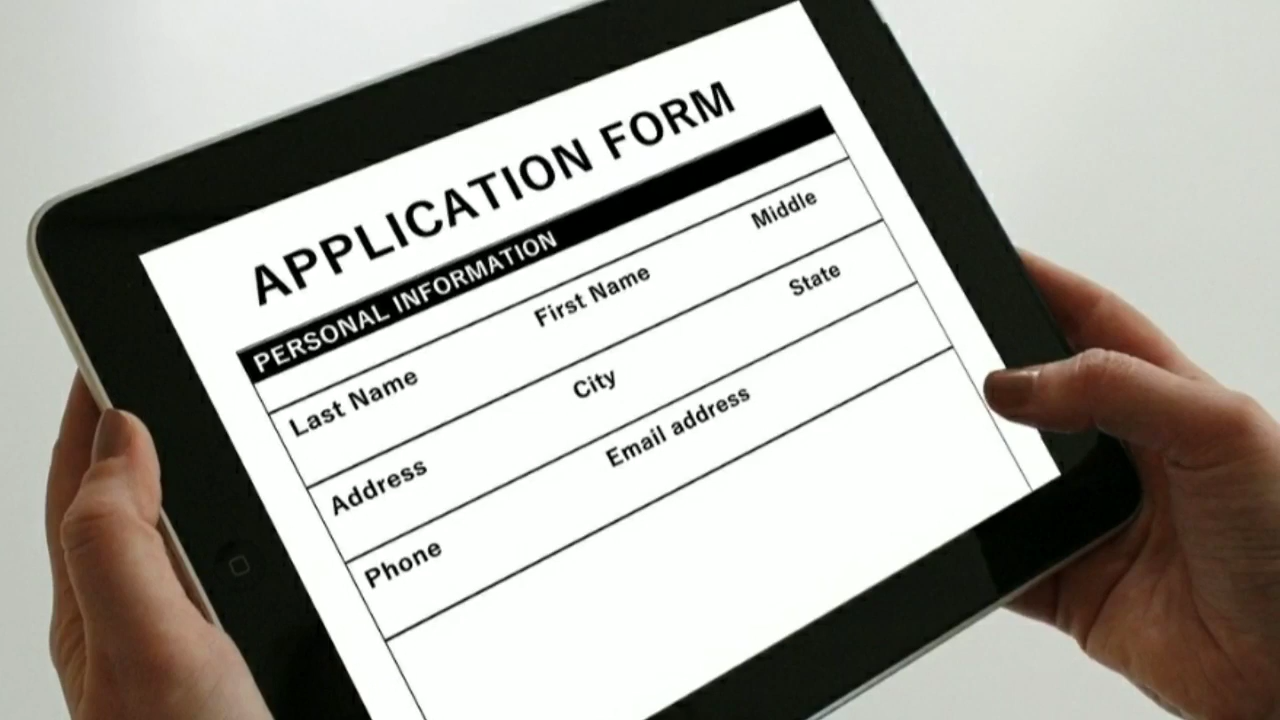 APPLICATION FORM
PERSONAL INFORMATION
Last Name First Name Middle
Address City State
Phone Email address